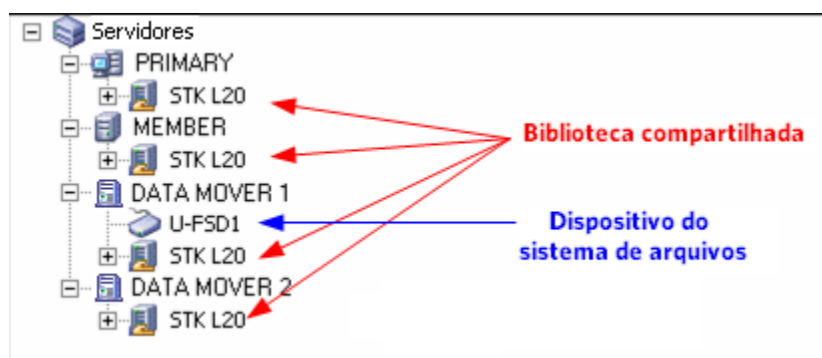 Servidores
PRIMARY
STK L20
MEMBER
STK L20
Biblioteca compartilhada
DATA MOVER 1
U-FSD1
Dispositivo do
sistema de arquivos
STK L20
DATA MOVER 2
STK L20